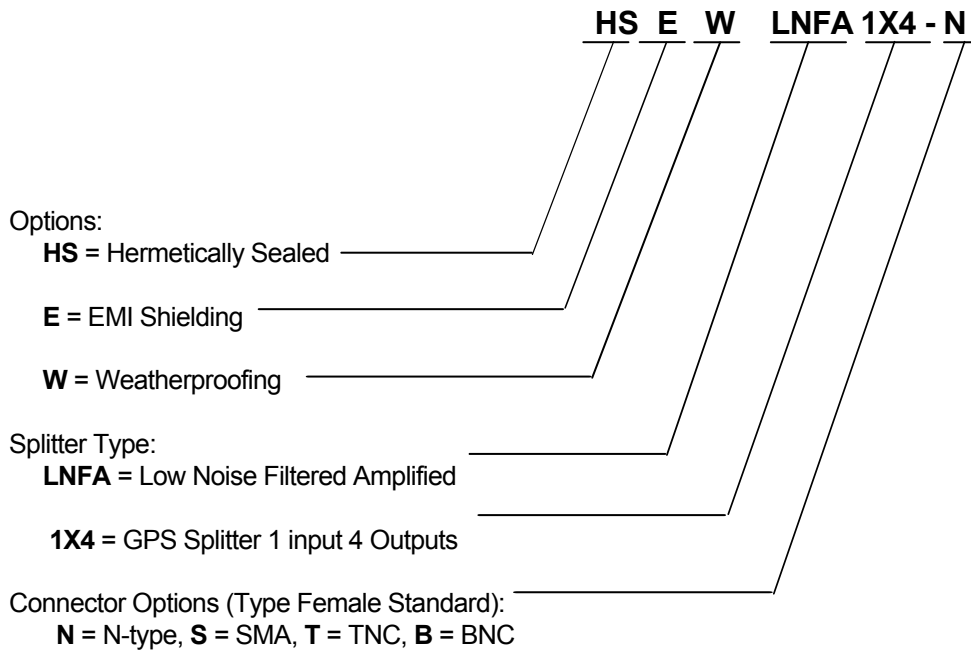 HS E W LNFA 1X4 - N
Options:
HS = Hermetically Sealed
E = EMI Shielding
W = Weatherproofing
Splitter Type:
LNFA = Low Noise Filtered Amplified
1X4 = GPS Splitter 1 input 4 Outputs
Connector Options (Type Female Standard):
N = N-type, S = SMA, T = TNC, B = BNC